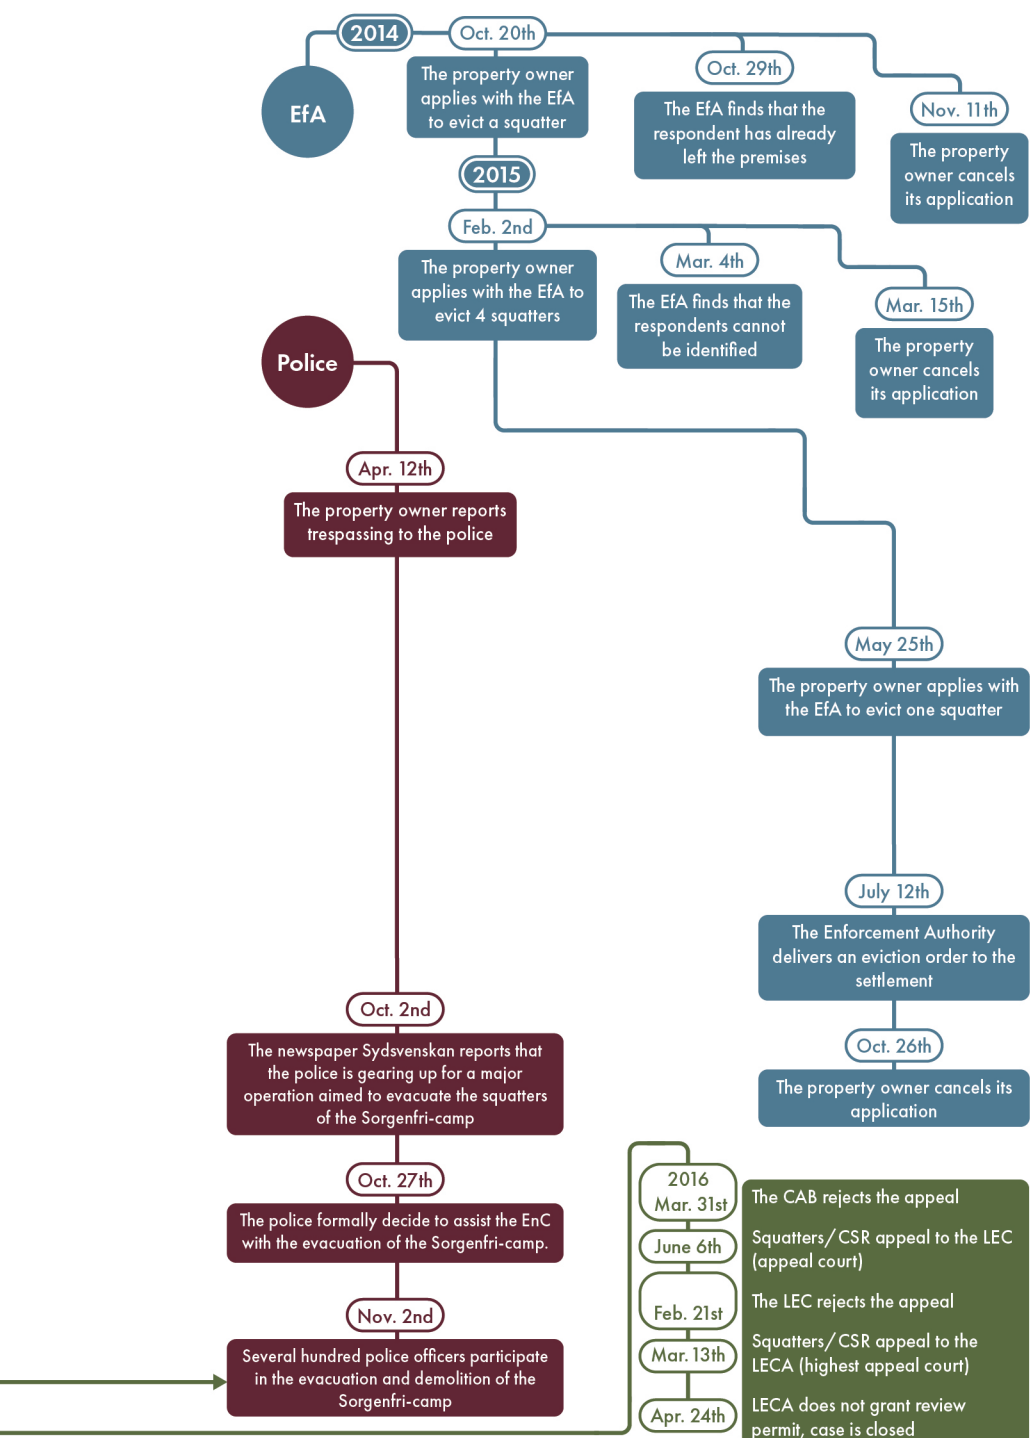 2014
Oct. 20th
EfA
The property owner
applies with the EfA
to evict a squatter
Oct. 29th
The EfA finds that the
respondent has already
left the premises
Nov. 11th
The property
owner cancels
its application
2015
Feb. 2nd
The property owner
applies with the EfA to
evict 4 squatters
Mar. 4th
The EfA finds that the
respondents cannot
be identified
Mar. 15th
The property
owner cancels
its application
Police
Apr. 12th
The property owner reports
trespassing to the police
May 25th
The property owner applies with
the EfA to evict one squatter
July 12th
The Enforcement Authority
delivers an eviction order to the
settlement
Oct. 2nd
The newspaper Sydsvenskan reports that
the police is gearing up for a major
operation aimed to evacuate the squatters
of the Sorgenfri-camp
Oct. 26th
The property owner cancels its
application
Oct. 27th
The police formally decide to assist the EnC
with the evacuation of the Sorgenfri-camp.
Nov. 2nd
Several hundred police officers participate
in the evacuation and demolition of the
Sorgenfri-camp
2016
Mar. 31st
The CAB rejects the appeal
June 6th
Squatters/CSR appeal to the LEC
(appeal court)
Feb. 21st
The LEC rejects the appeal
Mar. 13th
Squatters/CSR appeal to the
LECA (highest appeal court)
Apr. 24th
LECA does not grant review
permit, case is closed